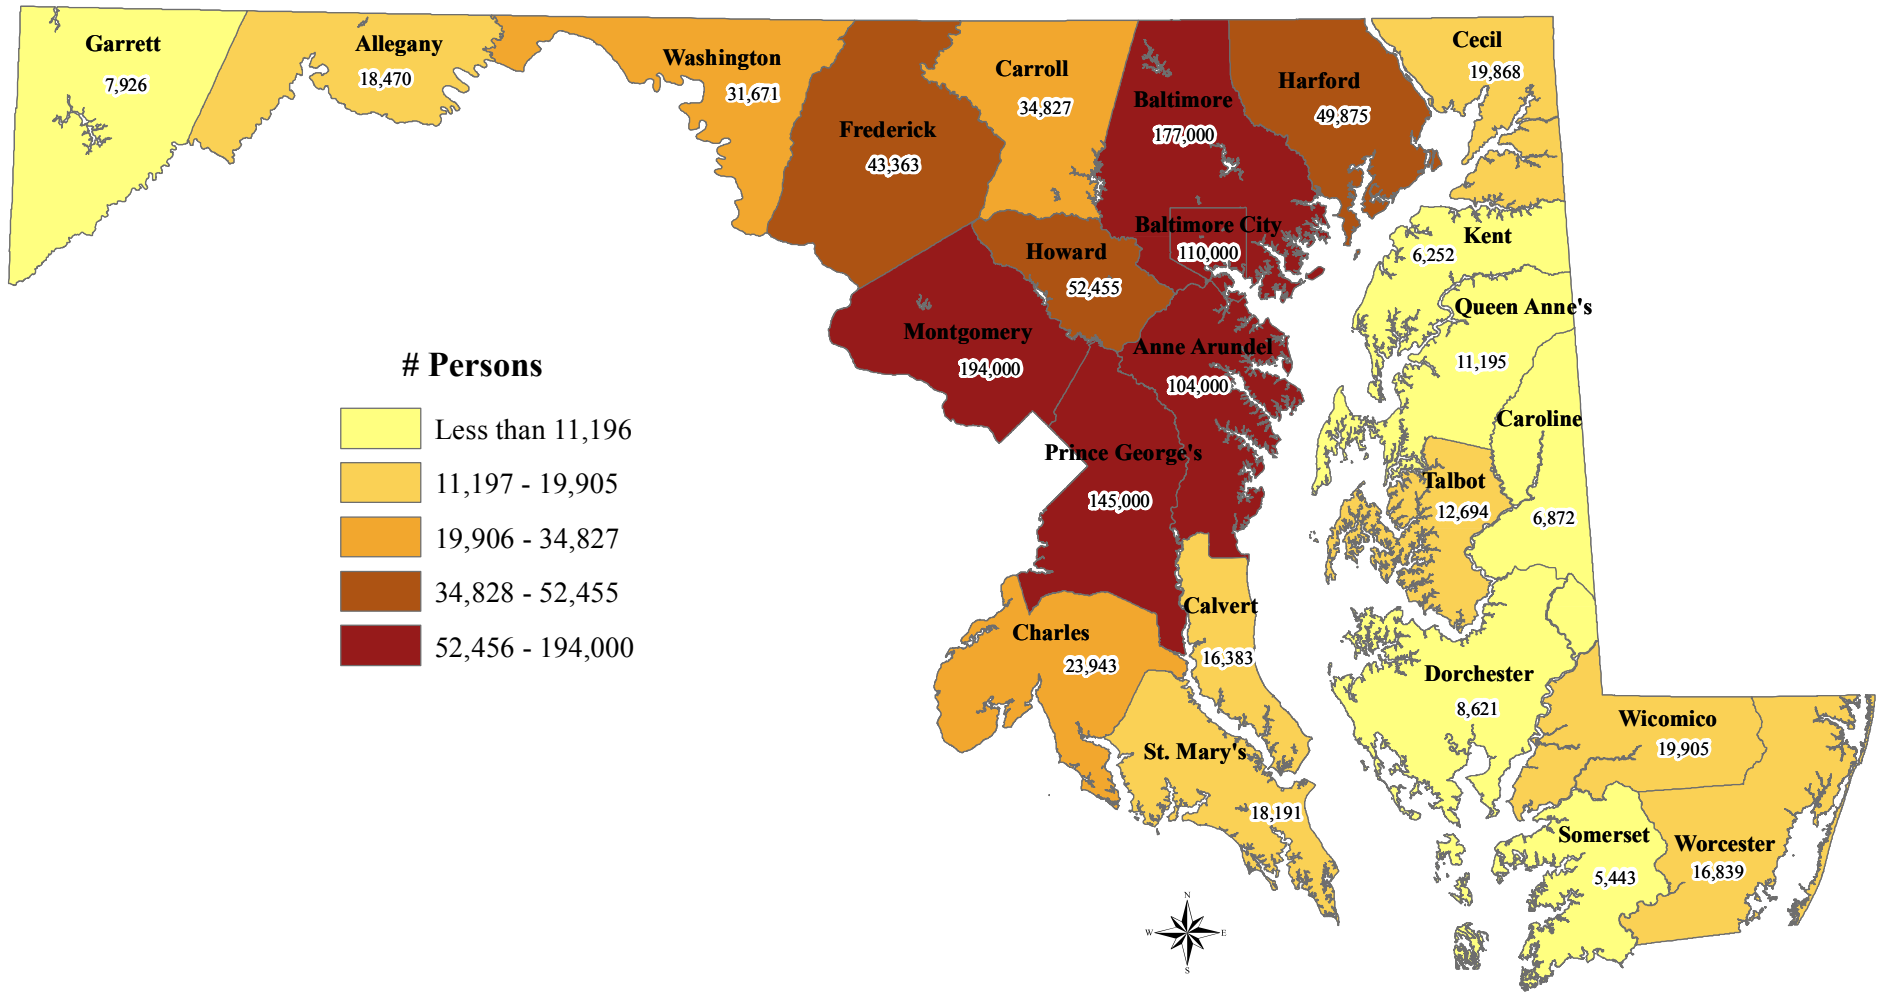 Garrett
7,926
Allegany
18,470
Washington
31,671
Frederick
43,363
Carroll
34,827
Baltimore
177,000
Harford
49,875
Cecil
19,868
Baltimore City
110,000
Howard
52,455
Kent
6,252
Queen Anne's
11,195
Montgomery
194,000
Anne Arundel
104,000
Caroline
6,872
Prince George's
145,000
Talbot
12,694
Calvert
16,383
Charles
23,943
Dorchester
8,621
St. Mary's
18,191
Wicomico
19,905
Somerset
5,443
Worcester
16,839
# Persons
Less than 11,196
11,197 - 19,905
19,906 - 34,827
34,828 - 52,455
52,456 - 194,000
N
W E
S